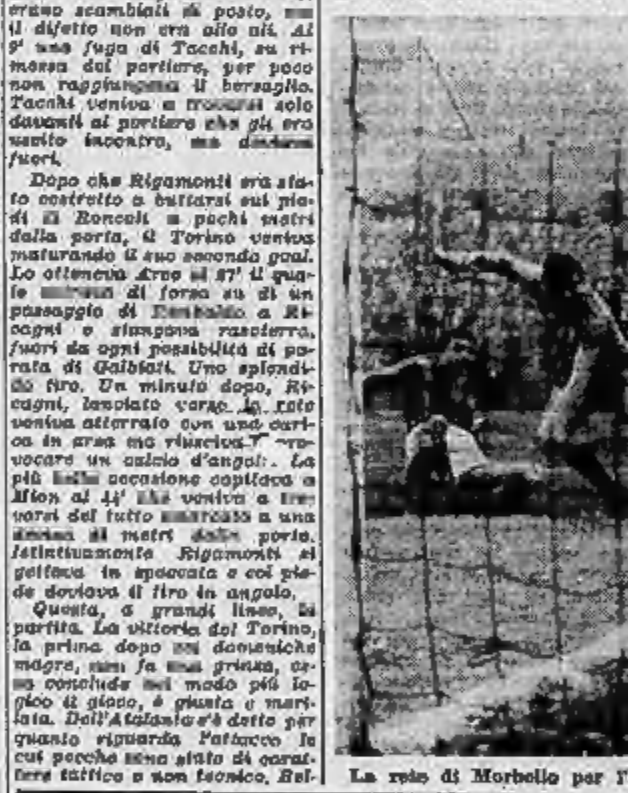 erano scambiati di posto, ma
il difetto non era alle ali. Al
9' una fuga di Tacchi, su ri-
messa del portiere, per poco
non raggiungeva il bersaglio.
Tacchi veniva a trovarsi solo
davanti al portiere che gli era
uscito incontro, ma
fuori.
Dopo che Rigamonti era sta-
to costretto a buttarsi sui pie-
di di Roncoli a pochi metri
dalla porta, il Torino veniva
maturando il suo secondo goal.
Lo otteneva Arce al 27' il qua-
le di forza su di un
passaggio di a Ri-
cagni e stangava rasoterra,
fuori da ogni possibilità di pa-
rata di Galbiati. Uno splendi-
do tiro. Un minuto dopo, Ri-
cagni, lanciato verso la rete
veniva atterrato con una cari-
ca in area ma riusciva
vocare un calcio d'angolo. La
più bella occasione capitava a
Mion al 44' che veniva a tro-
varsi del tutto smarcato a una
decina di metri dalla porta.
Istintivamente Rigamonti si
gettava in spaccata e col pie-
de deviava il tiro in angolo.
Questa, a grandi linee, la
partita. La vittoria del Torino,
la prima dopo domeniche
magre, non fa una grinza, es-
sa conclude nel modo più lo-
gico il gioco, è giusta e meri-
tata. Dell'Atalanta s'è detto per
quanto riguarda l'attacco le
cui pecche sono state di carat-
tere tattico e non tecnico. Bel-
La rete di Morbello per l'